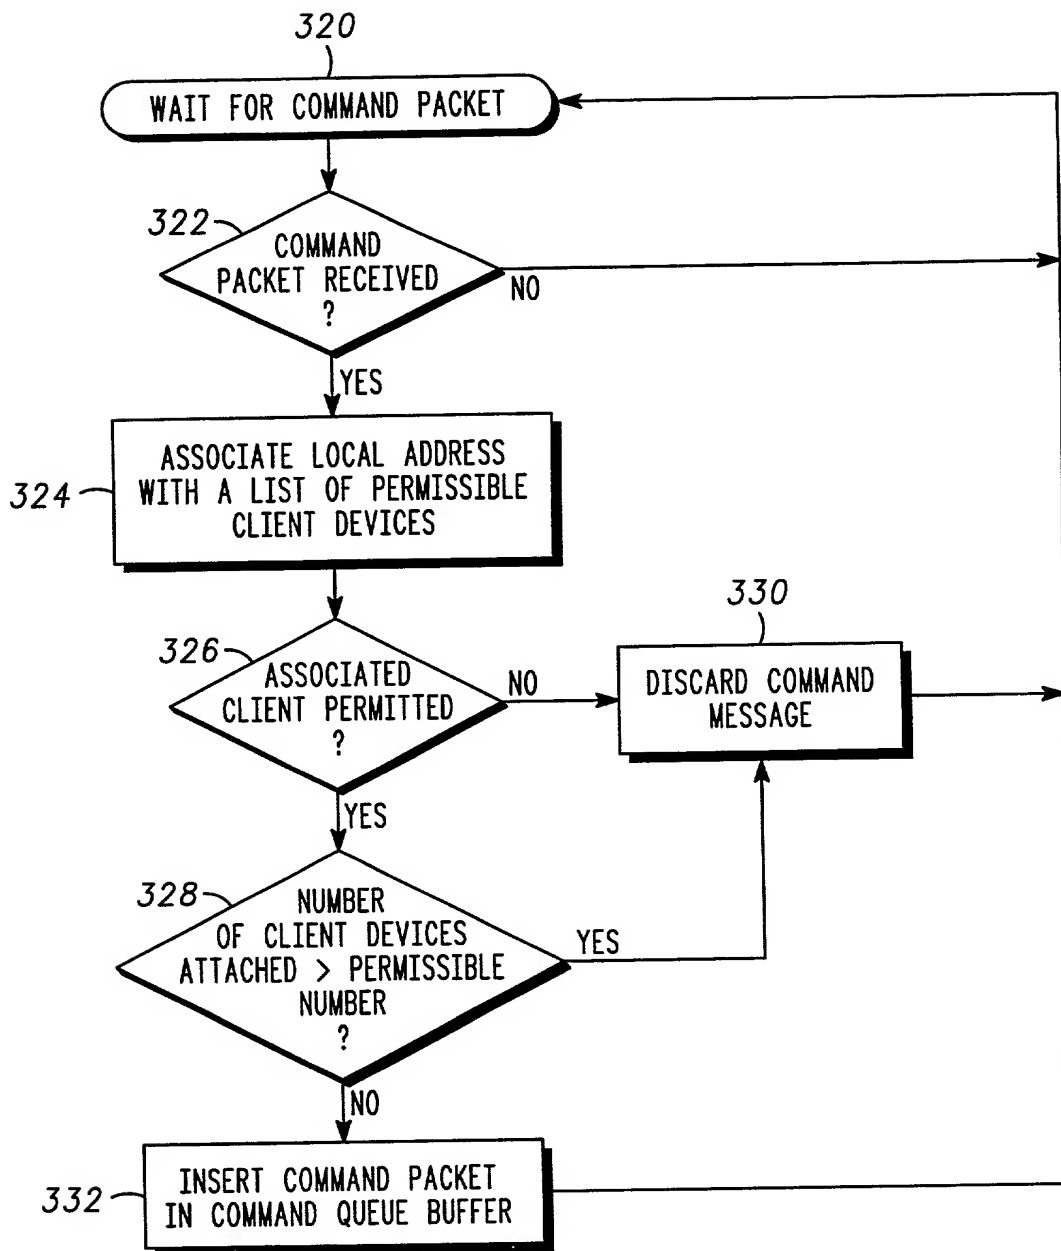 320
WAIT FOR COMMAND PACKET
322
COMMAND
PACKET RECEIVED
?
NO
YES
324
ASSOCIATE LOCAL ADDRESS
WITH A LIST OF PERMISSIBLE
CLIENT DEVICES
326
ASSOCIATED
CLIENT PERMITTED
?
NO
330
DISCARD COMMAND
MESSAGE
YES
328
NUMBER
OF CLIENT DEVICES
ATTACHED > PERMISSIBLE
NUMBER
?
YES
NO
332
INSERT COMMAND PACKET
IN COMMAND QUEUE BUFFER